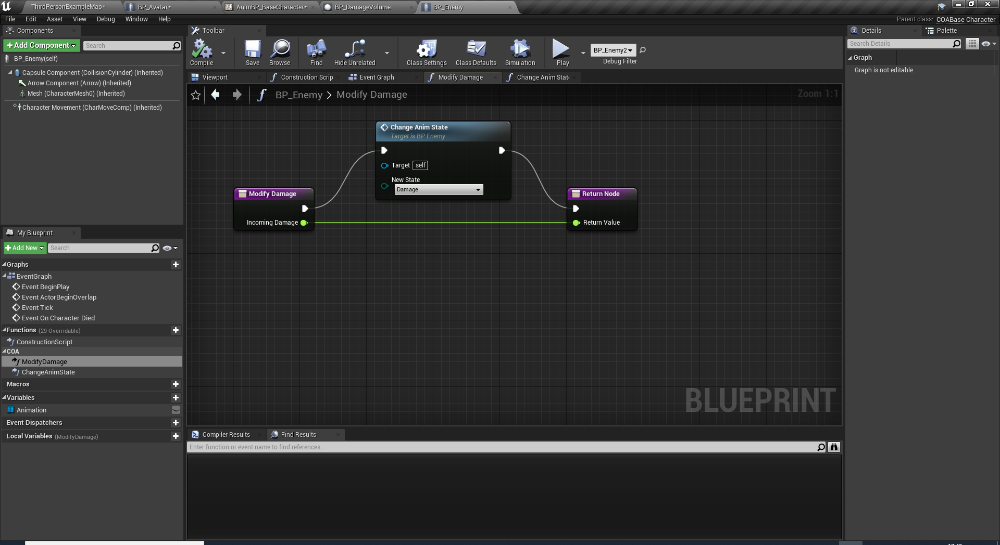 ThirdPersonExampleMap*
BP_Avatar*
AnimBP_BaseCharacter*
BP_DamageVolume
BP_Enemy
File Edit Asset View Debug Window Help
Parent class: COABase Character
Components
Add Component
Search
BP_Enemy(self)
Capsule Component (CollisionCylinder) (Inherited)
Arrow Component (Arrow) (Inherited)
Mesh (CharacterMesh0) (Inherited)
Character Movement (CharMoveComp) (Inherited)
My Blueprint
Add New
Search
Graphs
EventGraph
Event BeginPlay
Event ActorBeginOverlap
Event Tick
Event On Character Died
Functions (29 Overridable)
ConstructionScript
COA
ModifyDamage
ChangeAnimState
Macros
Variables
Animation
Event Dispatchers
Local Variables (ModifyDamage)
Toolbar
Compile
Save
Browse
Find
Hide Unrelated
Class Settings
Class Defaults
Simulation
Play
BP_Enemy2
Debug Filter
Viewport
Construction Scrip
Event Graph
Modify Damage
Change Anim Stat
BP_Enemy > Modify Damage
Zoom 1:1
Change Anim State
Target is BP Enemy
Target self
New State
Damage
Modify Damage
Incoming Damage
Return Node
Return Value
BLUEPRINT
Compiler Results
Find Results
Enter function or event name to find references...
Details
Palette
Search Details
Graph
Graph is not editable.